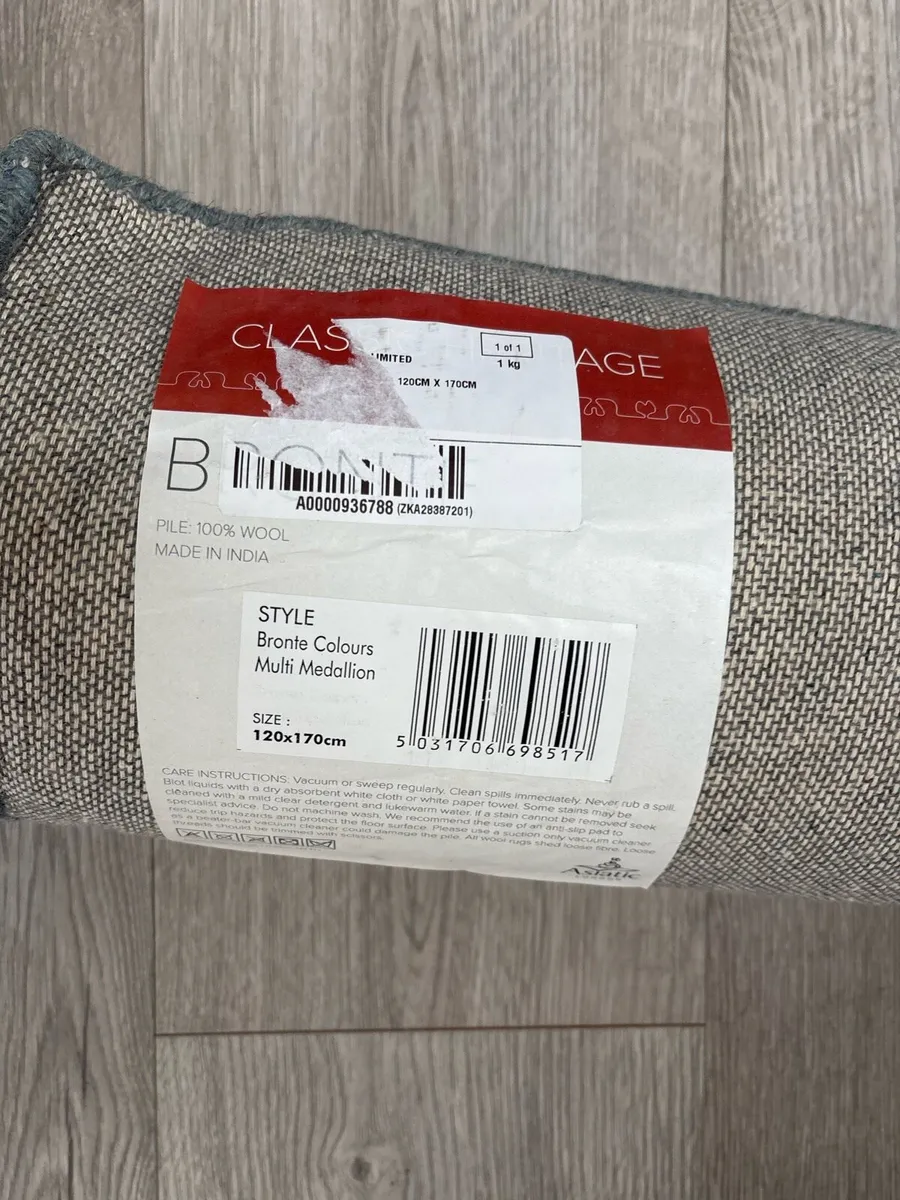 CLAS AGE
LIMITED
1 of 1
1 kg
120CM X 170CM
BRONT
A0000936788 (ZKA28387201)
PILE: 100% WOOL
MADE IN INDIA
STYLE
Bronte Colours
Multi Medallion
SIZE :
120x170cm
5 031706 698517
CARE INSTRUCTIONS: Vacuum or sweep regularly. Clean spills immediately. Never rub a spill.
Blot liquids with a dry absorbent white cloth or white paper towel. Some stains may be
cleaned with a mild clear detergent and lukewarm water. If a stain cannot be removed seek
specialist advice. Do not machine wash. We recommend the use of an anti-slip pad to
reduce trip hazards and protect the floor surface. Please use a suction only vacuum cleaner
as a beater bar vacuum cleaner could damage the pile. All wool rugs shed loose fibre. Loose
threads should be trimmed with scissors.
Asiatic